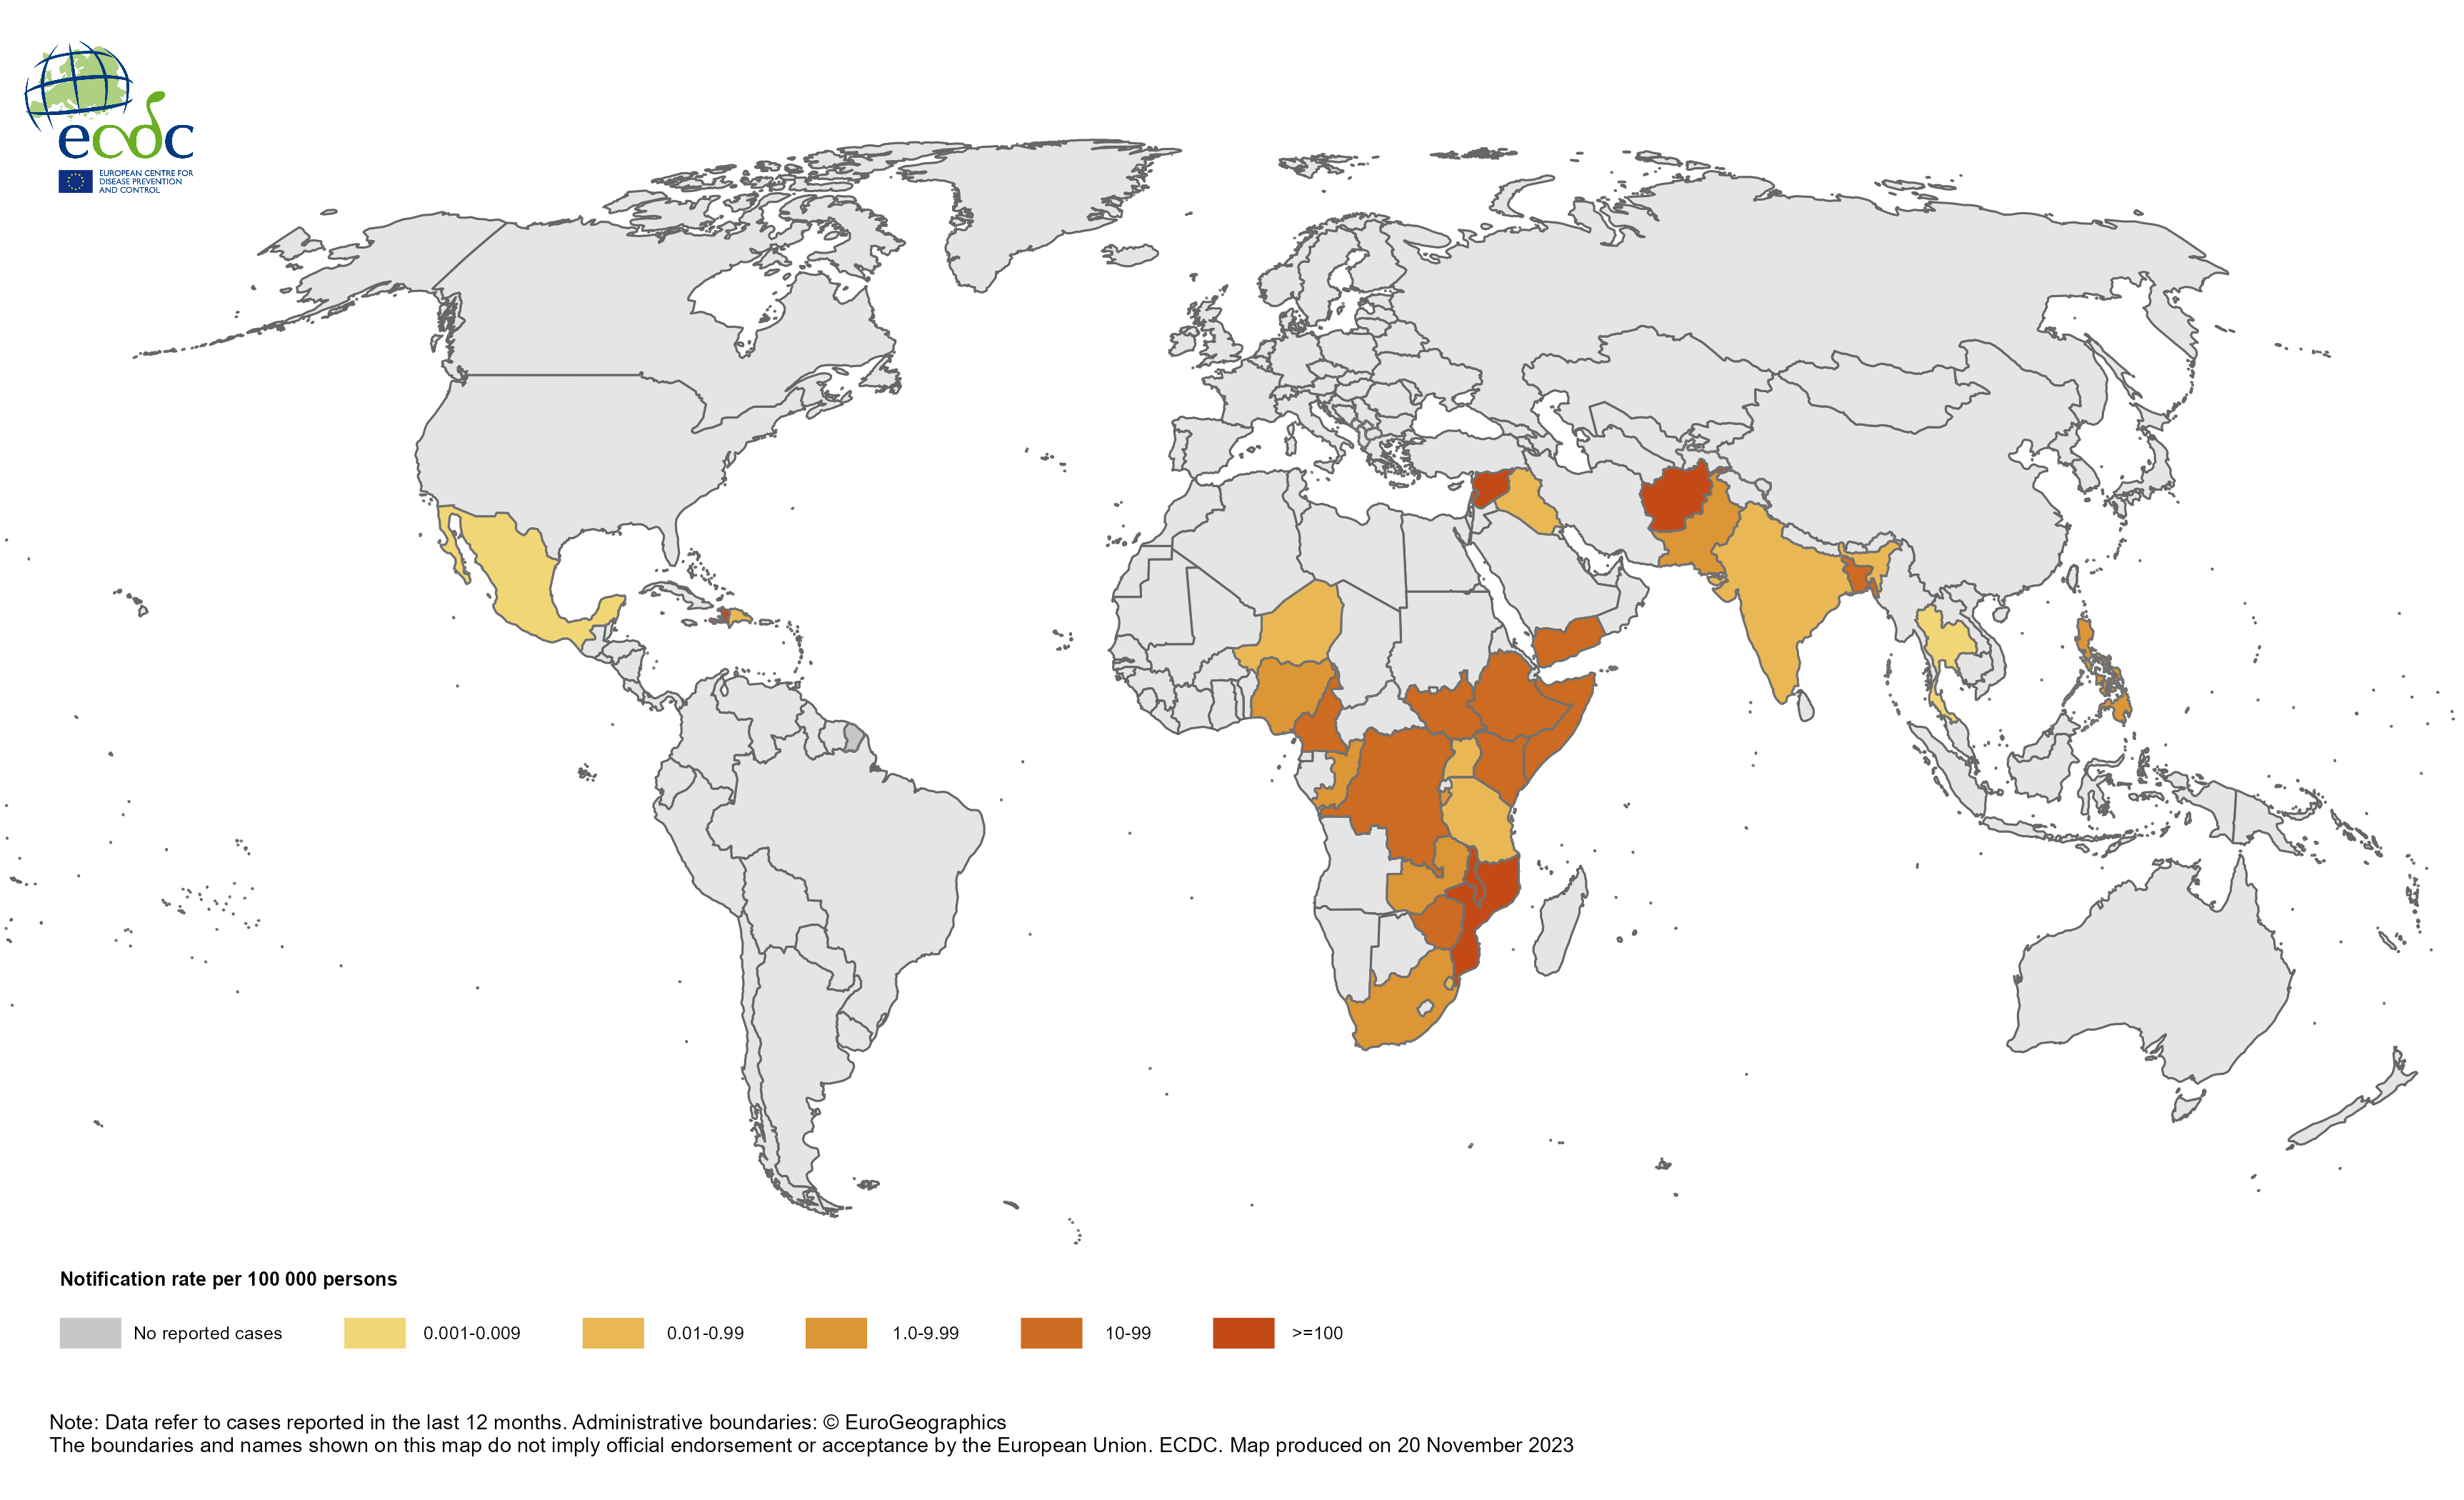 ecdc
EUROPEAN CENTRE FOR
DISEASE PREVENTION
AND CONTROL
Notification rate per 100 000 persons
No reported cases
0.001-0.009
0.01-0.99
1.0-9.99
10-99
>=100
Note: Data refer to cases reported in the last 12 months. Administrative boundaries: © EuroGeographics
The boundaries and names shown on this map do not imply official endorsement or acceptance by the European Union. ECDC. Map produced on 20 November 2023